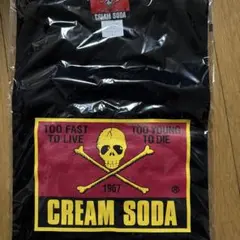 CREAM SODA
TOO FAST
TO LIVE
TOO YOUNG
TO DIE
1967
®
CREAM SODA